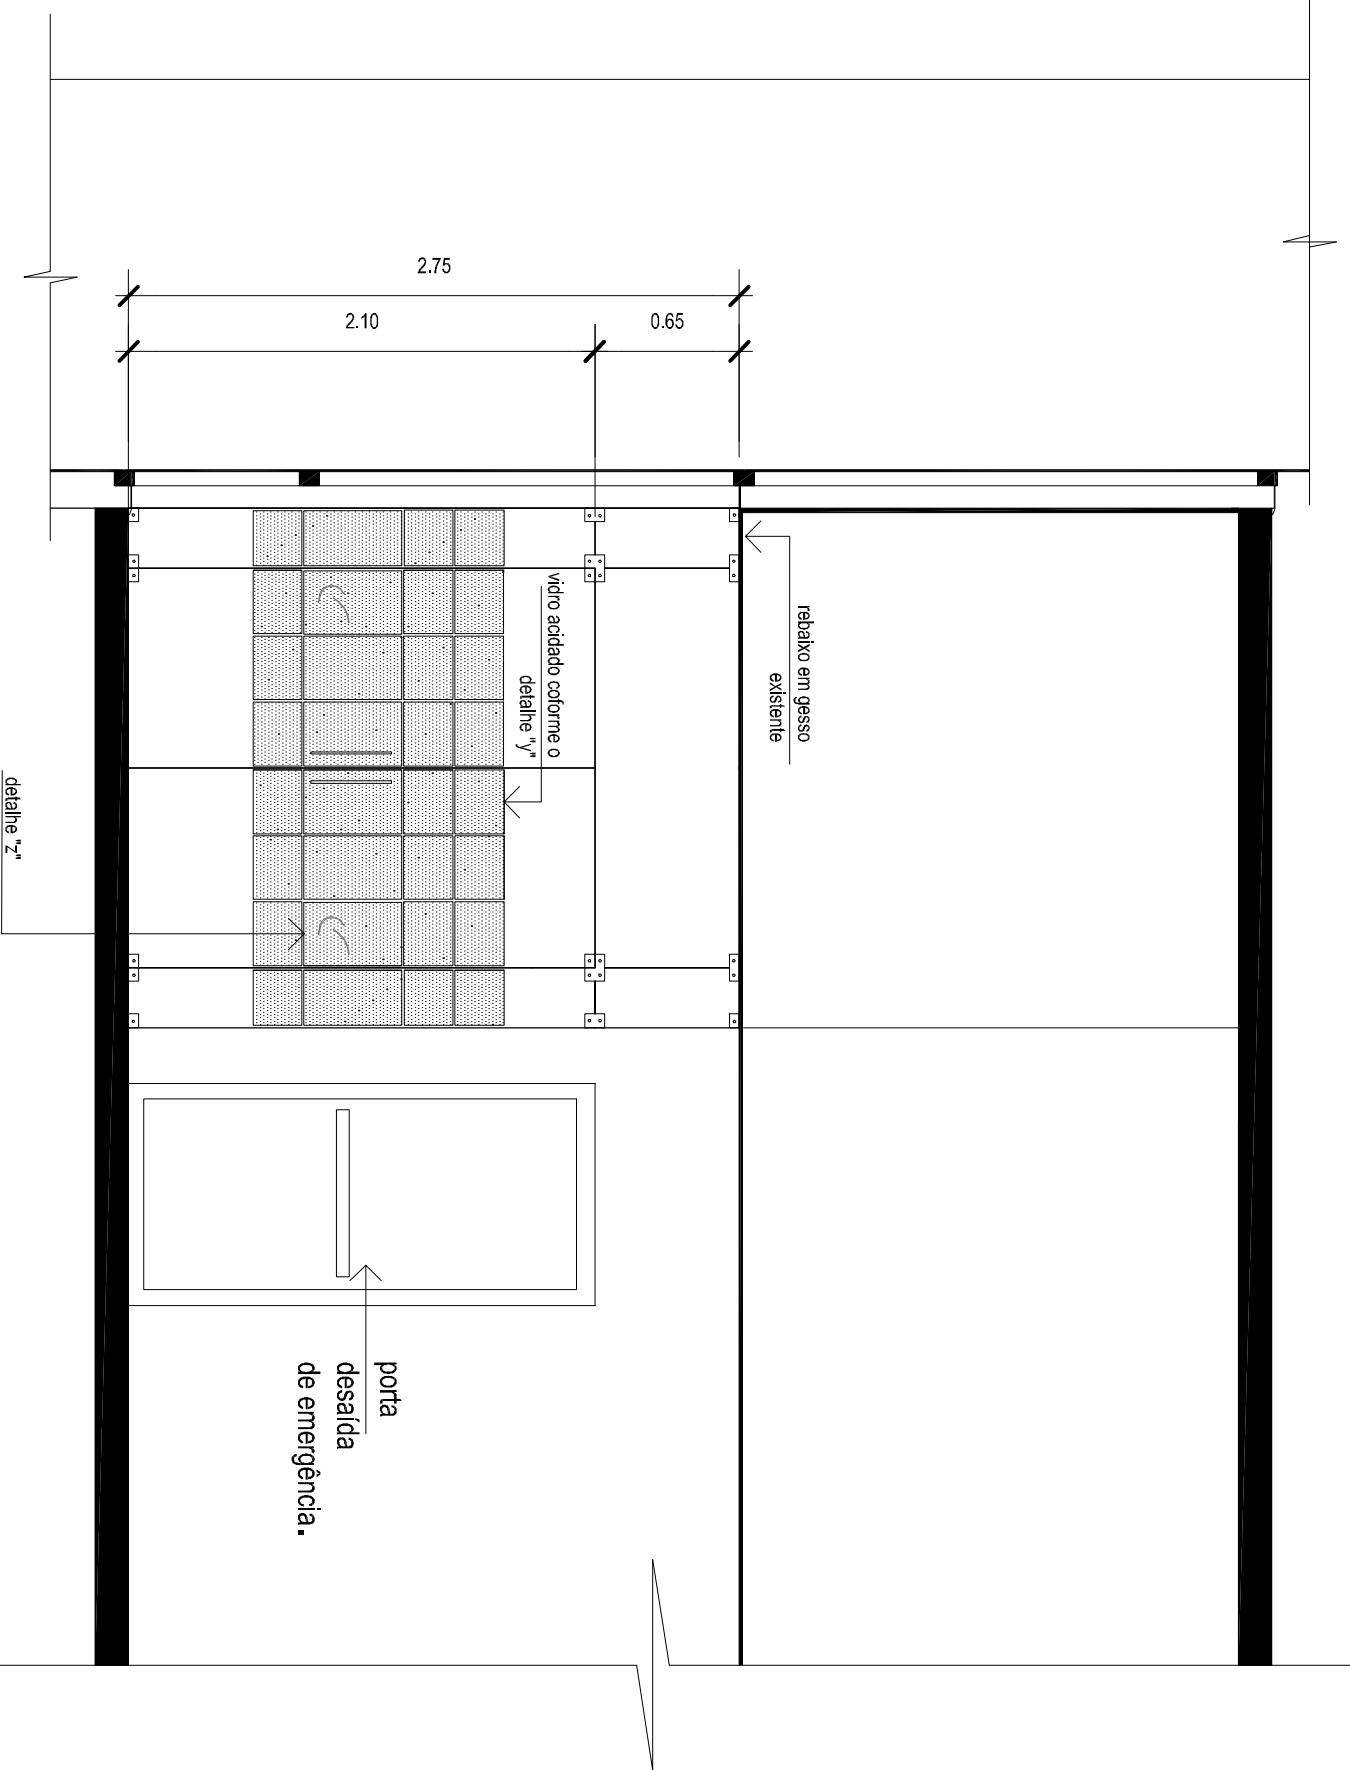 2.75
2.10
0.65
rebaixo em gesso
existente
vidro acidado coforme o
detalhe "y"
detalhe "z"
porta
desaída
de emergência.